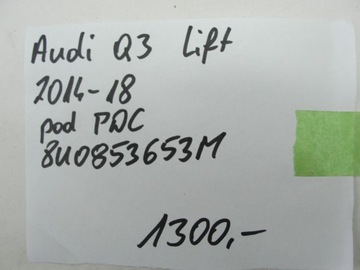 Audi Q3 Lift
2014-18
pod PDC
8U0853653M
1300,-